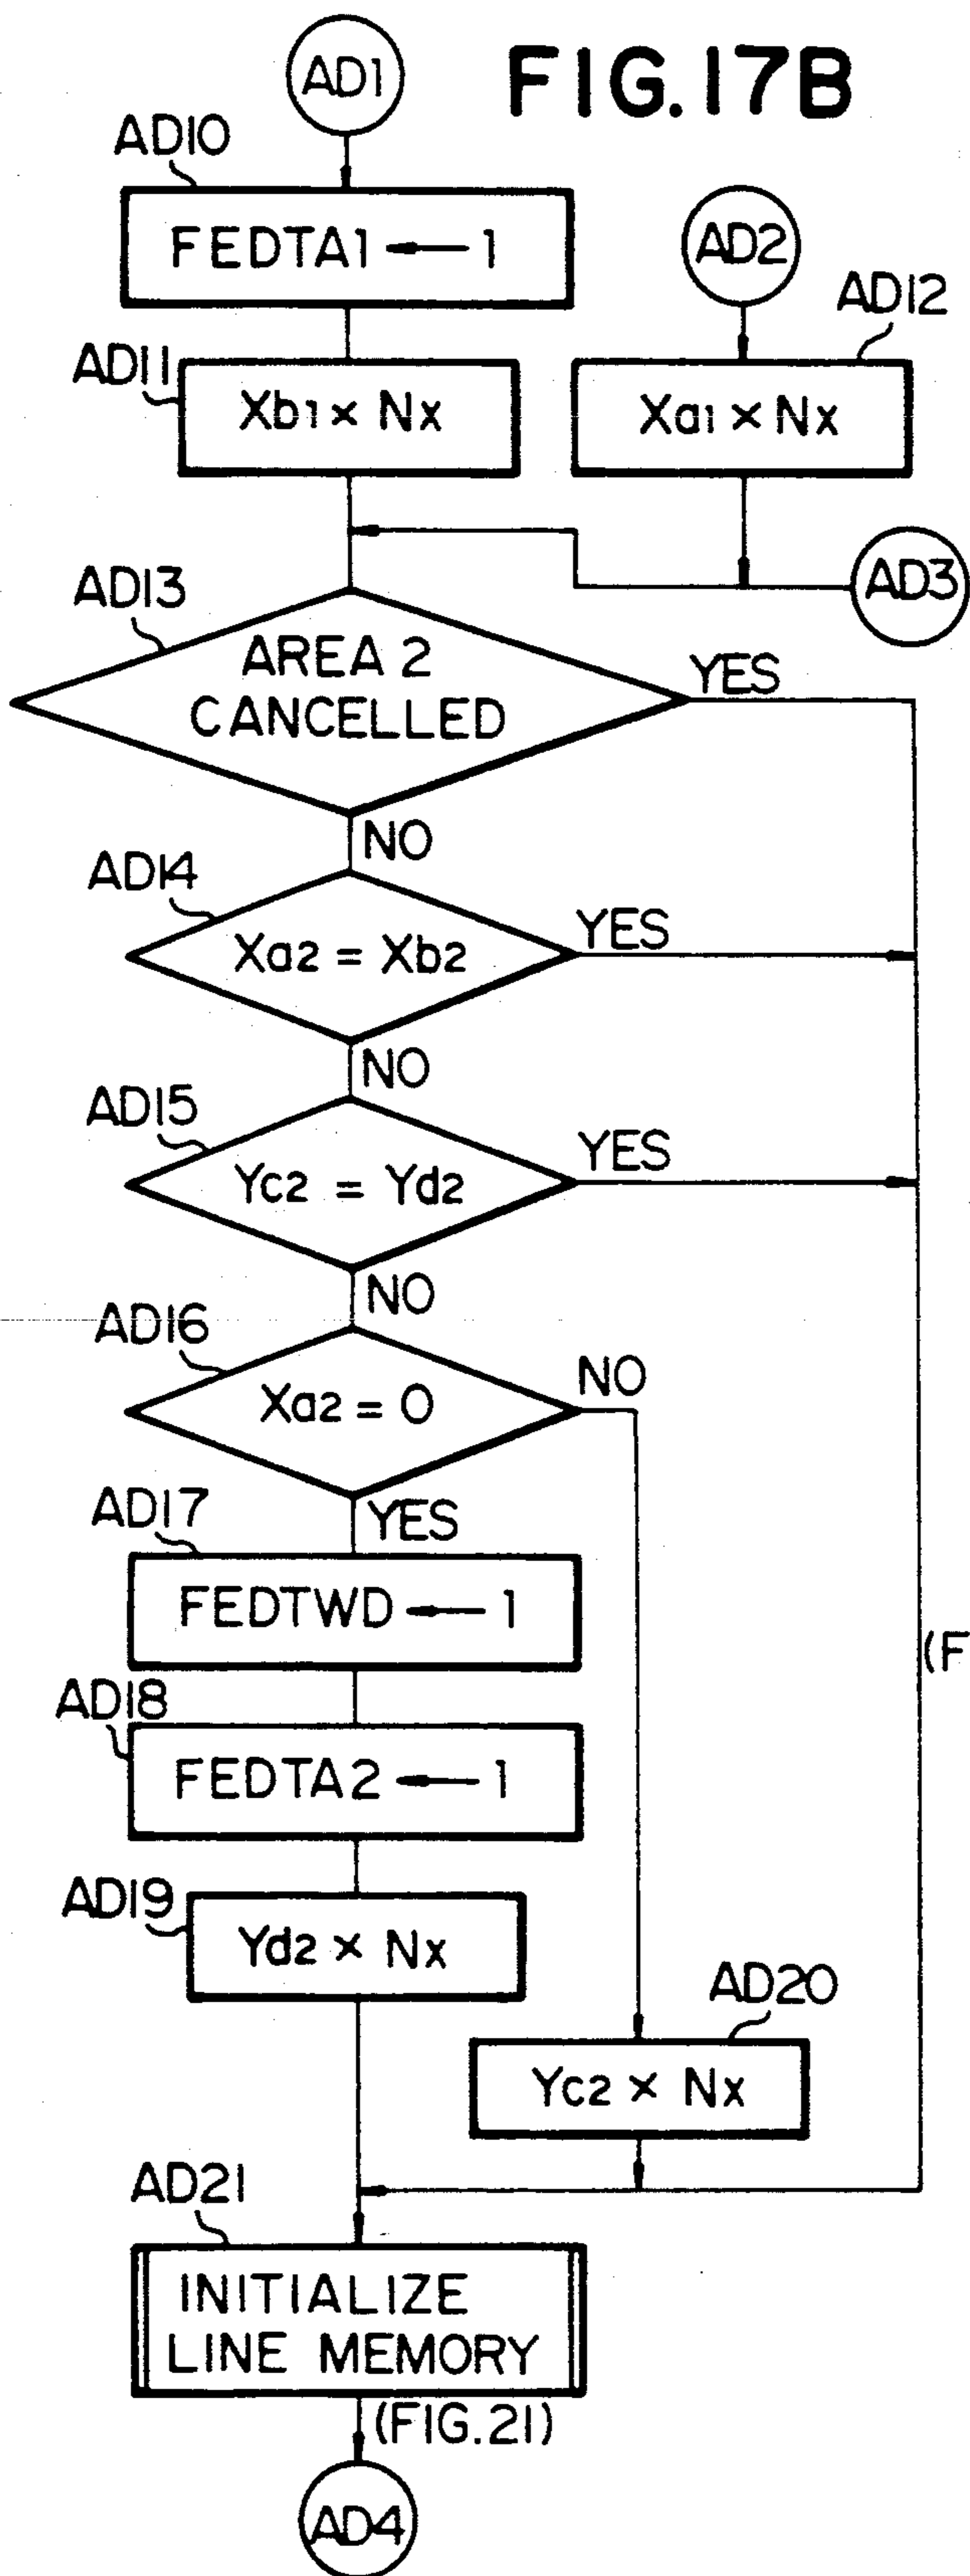 FIG. 17B
AD1
AD10
FEDTA1 ← 1
AD2
AD11
Xb1 × Nx
AD12
Xa1 × Nx
AD3
AD13
AREA 2
CANCELLED
YES
NO
AD14
Xa2 = Xb2
YES
NO
AD15
Yc2 = Yd2
YES
NO
AD16
Xa2 = 0
NO
YES
AD17
FEDTWD ← 1
(F
AD18
FEDTA2 ← 1
AD19
Yd2 × Nx
AD20
Yc2 × Nx
AD21
INITIALIZE
LINE MEMORY
(FIG.21)
AD4